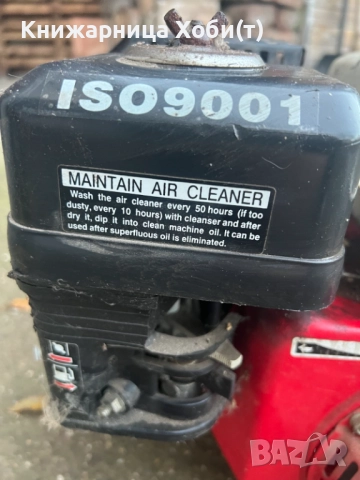 Книжарница Хоби(т)
ISO9001
MAINTAIN AIR CLEANER
Wash the air cleaner every 50 hours (if too
dusty, every 10 hours) with cleanser and after
dry it, dip it into clean machine oil. It can be
used after superfluous oil is eliminated.
BAZAR